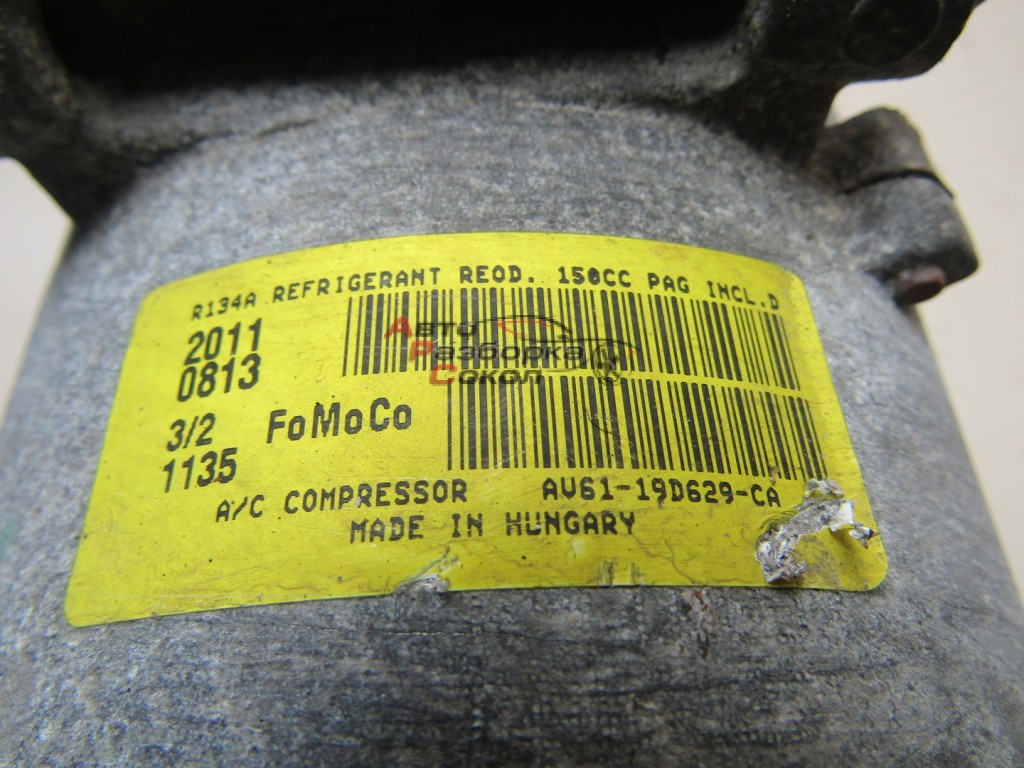 R134A REFRIGERANT REQD. 150CC PAG INCL.D
2011
0813
3/2
1135
FoMoCo
A/C COMPRESSOR AV61-19D629-CA
MADE IN HUNGARY
Авто
Разборка
Сокол